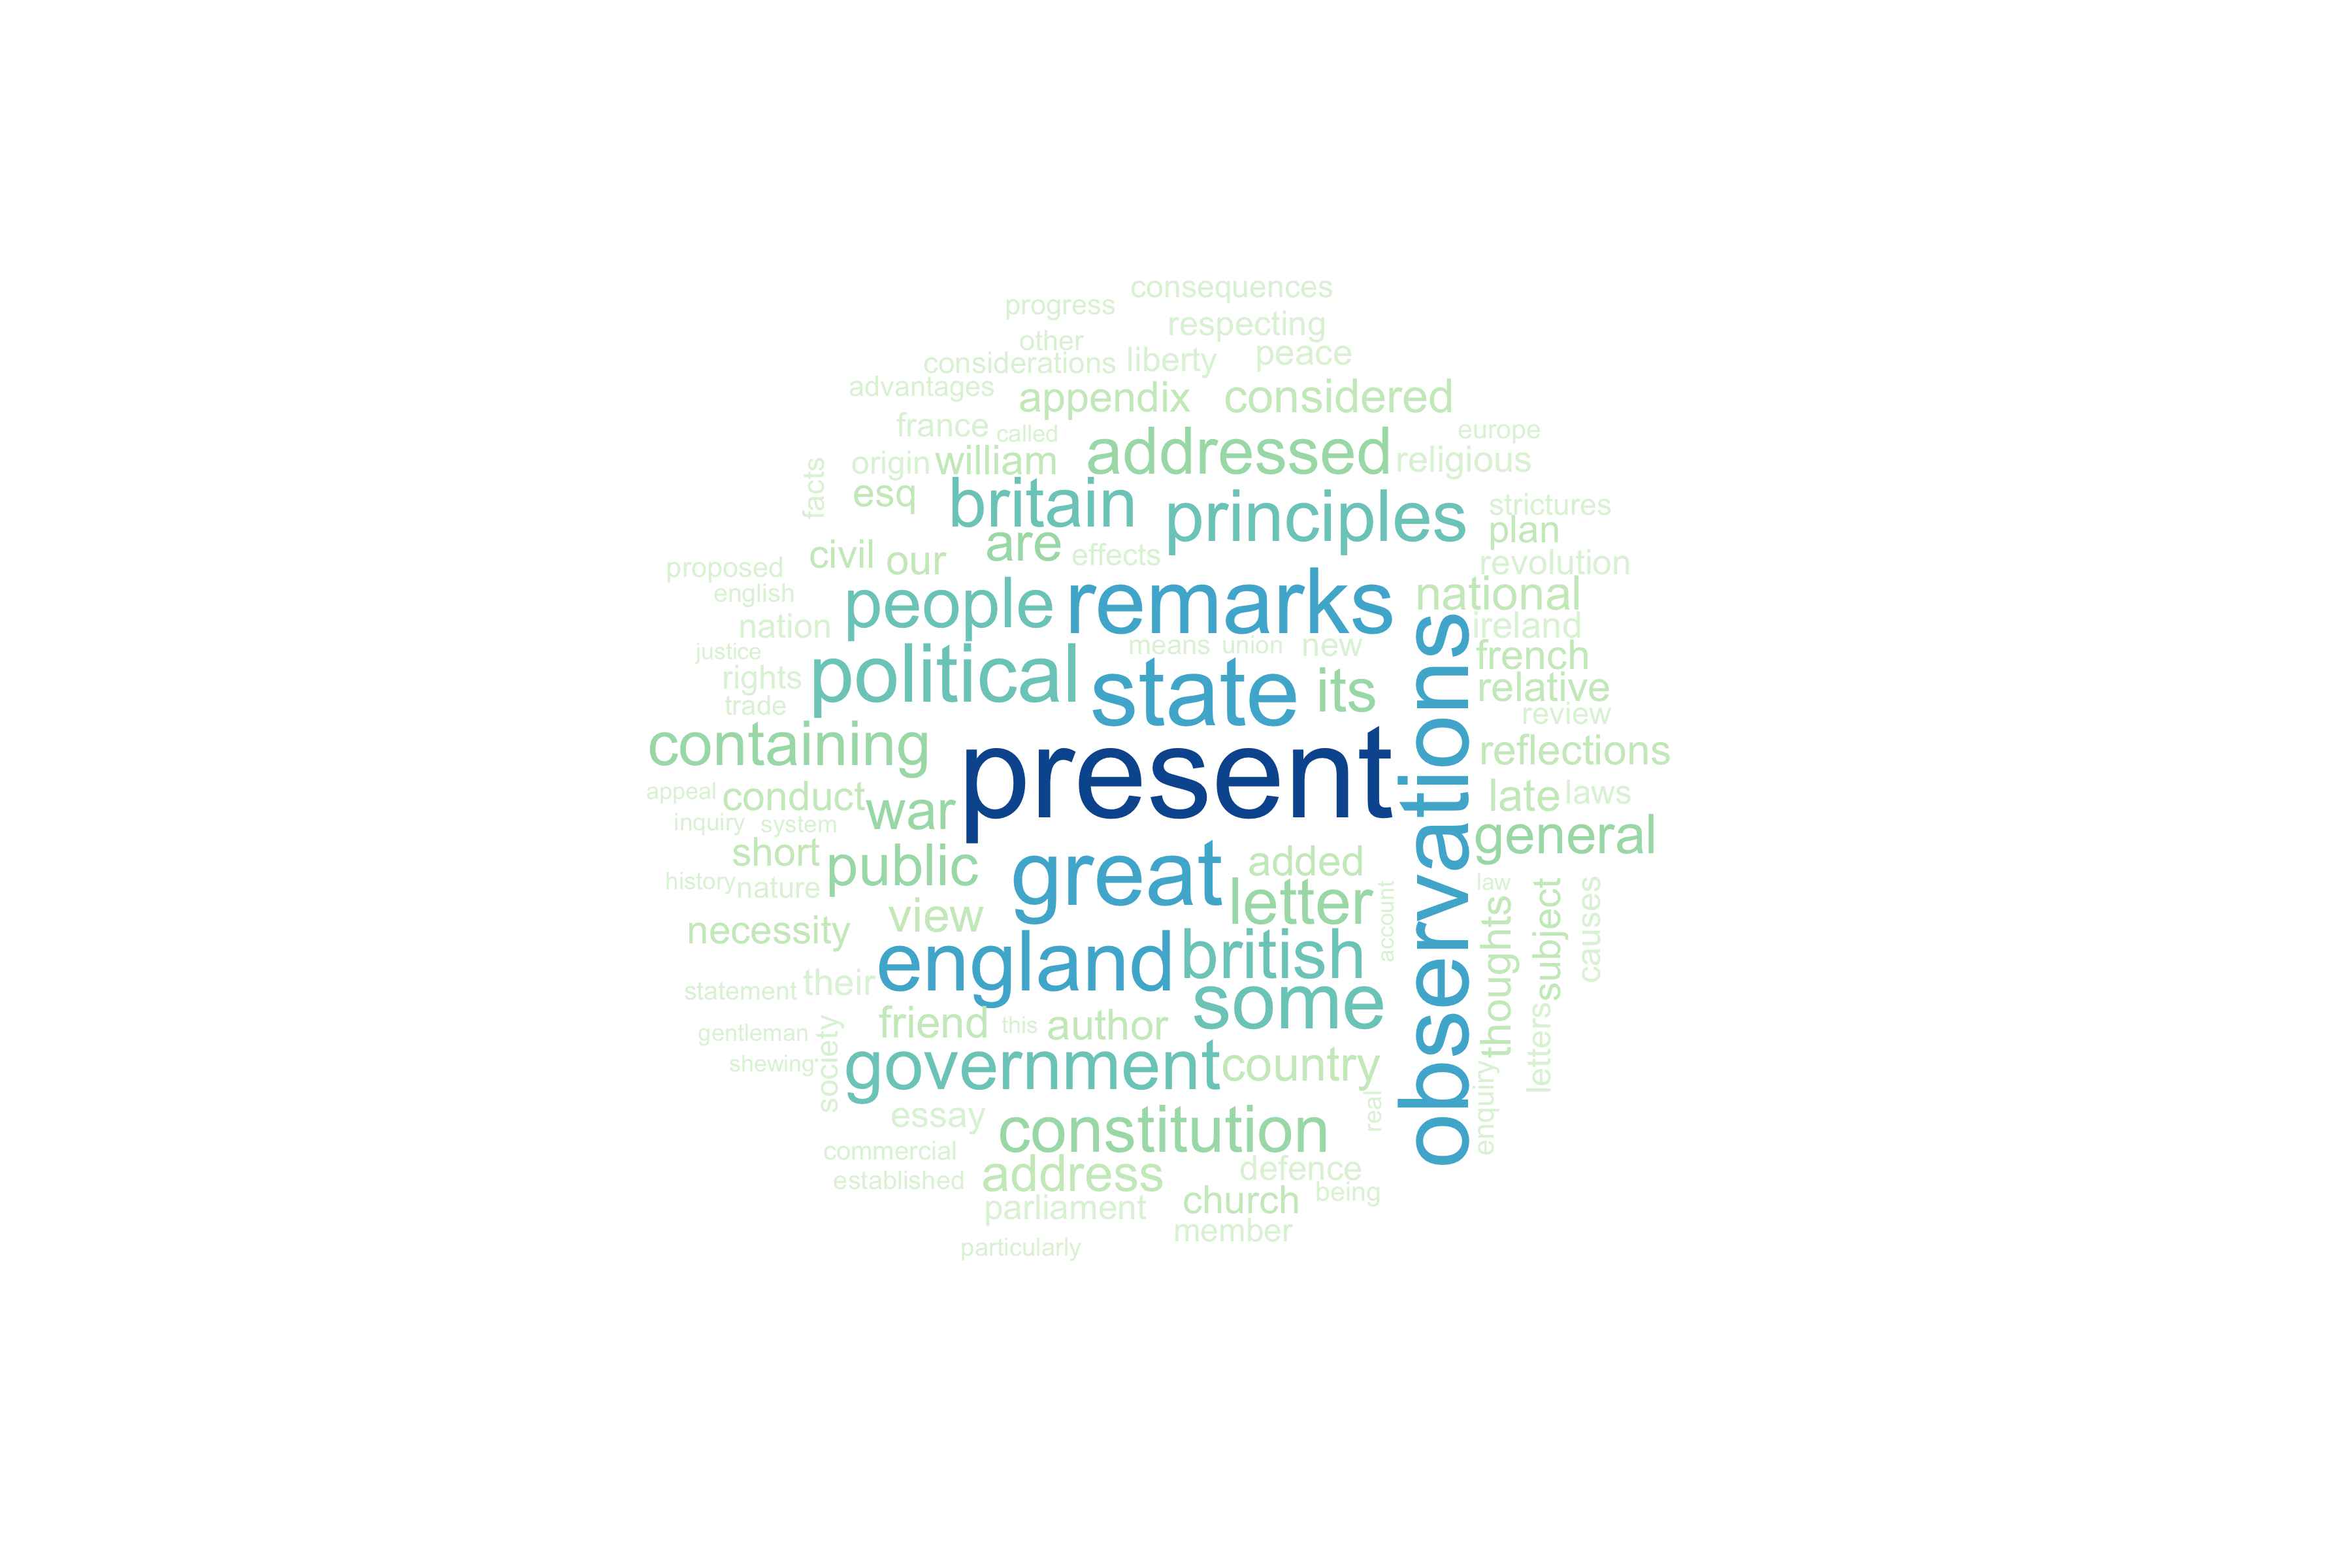 consequences
progress
respecting
other
considerations liberty peace
advantages
appendix considered
france called europe
addressed
origin william religious
facts
esq
britain principles strictures
plan
civil our are effects revolution
proposed
english national
people remarks
nation ireland
means union new
justice french
rights political state its relative
trade review
observations
containing present reflections
appeal conduct war late laws
inquiry system general
short public great added
history nature law
letter account
view thoughts subject causes
necessity
england british
statement their some
friend this author
gentleman
society letters
shewing government country
enquiry
essay real
constitution
commercial
established address defence
church being
parliament
member
particularly